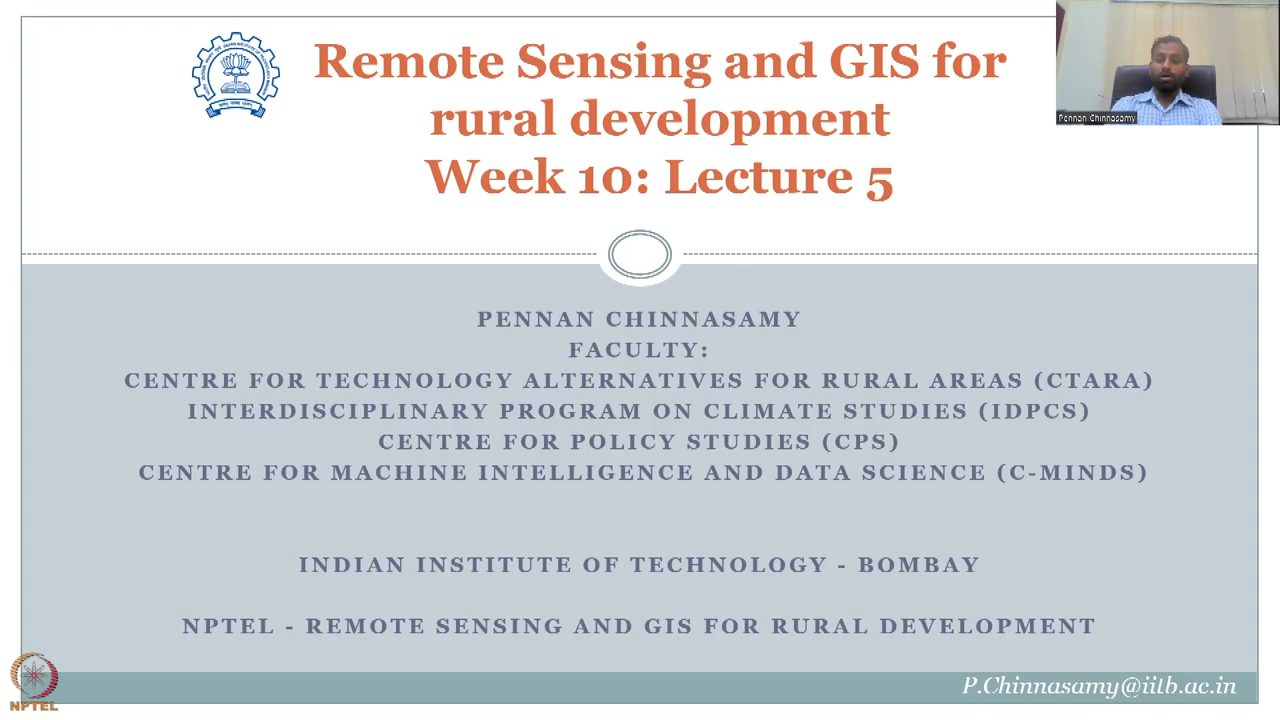 Remote Sensing and GIS for
rural development
Week 10: Lecture 5
Pennan Chinnasamy
PENNAN CHINNASAMY
FACULTY:
CENTRE FOR TECHNOLOGY ALTERNATIVES FOR RURAL AREAS (CTARA)
INTERDISCIPLINARY PROGRAM ON CLIMATE STUDIES (IDPCS)
CENTRE FOR POLICY STUDIES (CPS)
CENTRE FOR MACHINE INTELLIGENCE AND DATA SCIENCE (C-MINDS)
INDIAN INSTITUTE OF TECHNOLOGY - BOMBAY
NPTEL - REMOTE SENSING AND GIS FOR RURAL DEVELOPMENT
NPTEL
P.Chinnasamy@iitb.ac.in